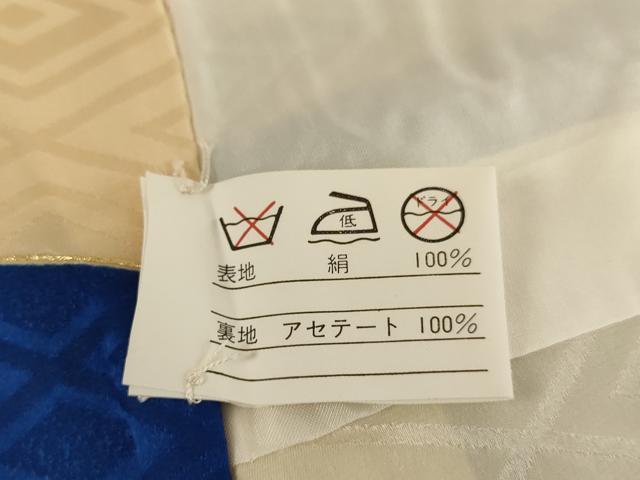 低 ドライ
表地 絹 100%
裏地 アセテート 100%